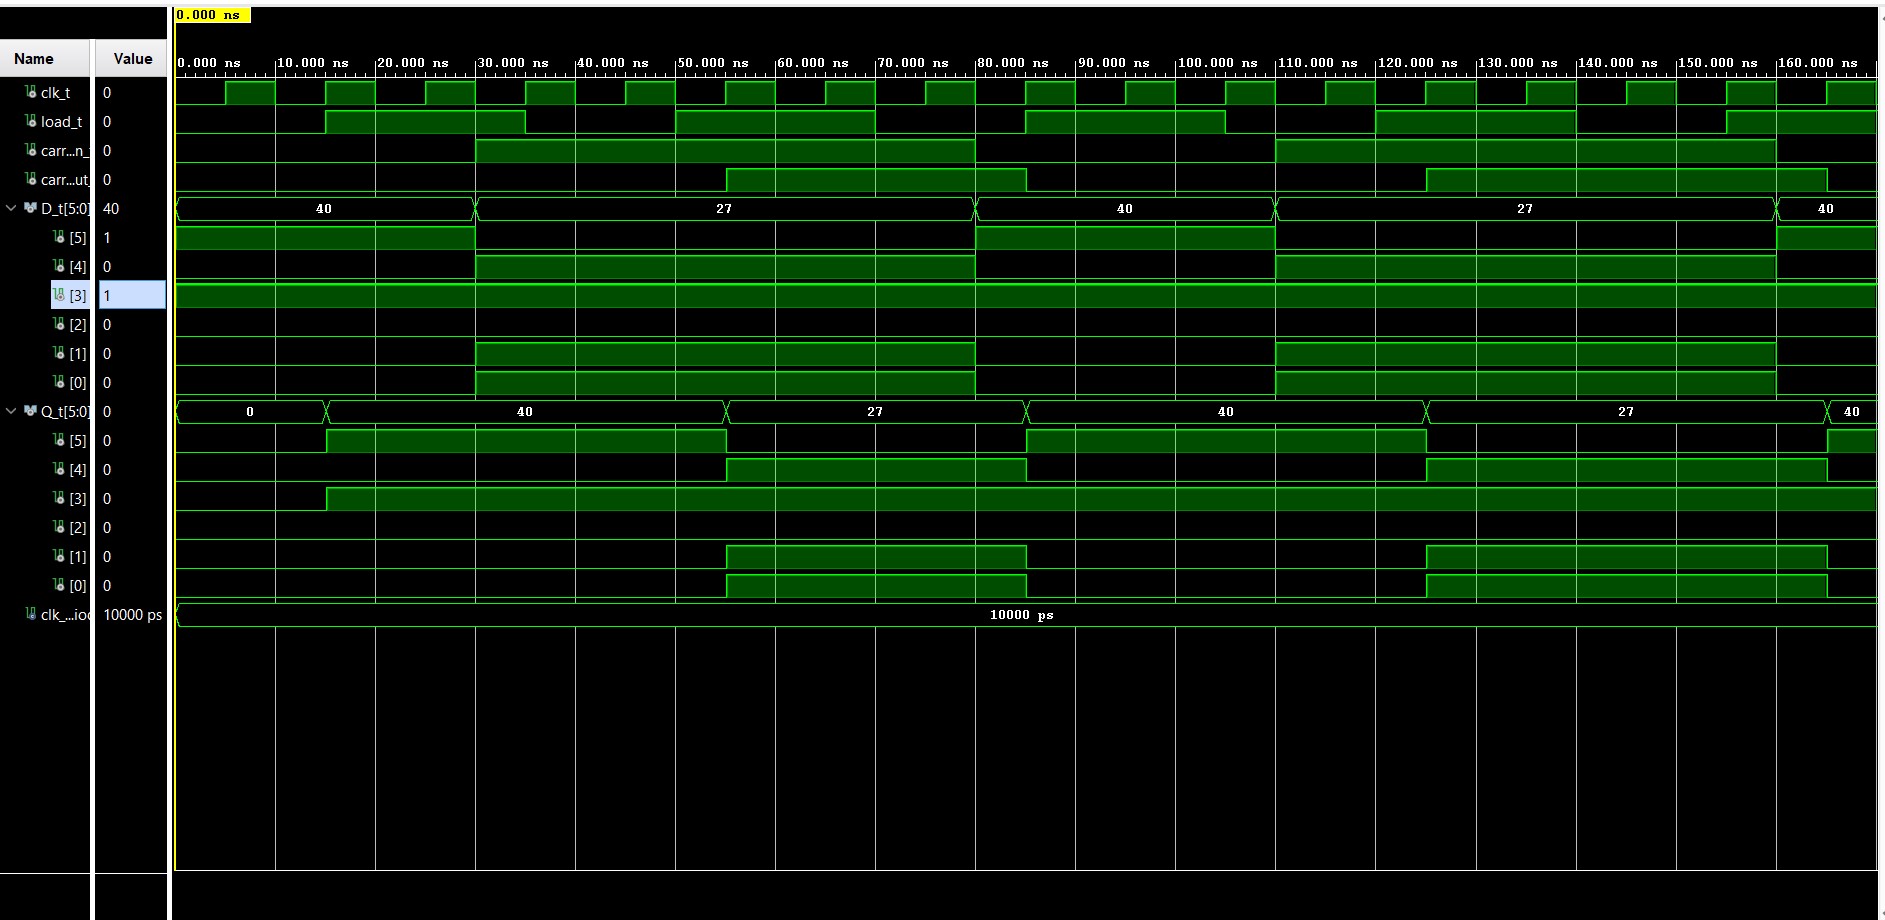 0.000 ns
Name Value
0.000 ns 10.000 ns 20.000 ns 30.000 ns 40.000 ns 50.000 ns 60.000 ns 70.000 ns 80.000 ns 90.000 ns 100.000 ns 110.000 ns 120.000 ns 130.000 ns 140.000 ns 150.000 ns 160.000 ns
clk_t 0
load_t 0
carr...n_ 0
carr...ut_ 0
D_t[5:0] 40 40 27 40 27 40
[5] 1
[4] 0
[3] 1
[2] 0
[1] 0
[0] 0
Q_t[5:0] 0 0 40 27 40 27 40
[5] 0
[4] 0
[3] 0
[2] 0
[1] 0
[0] 0
clk_...ioc 10000 ps 10000 ps